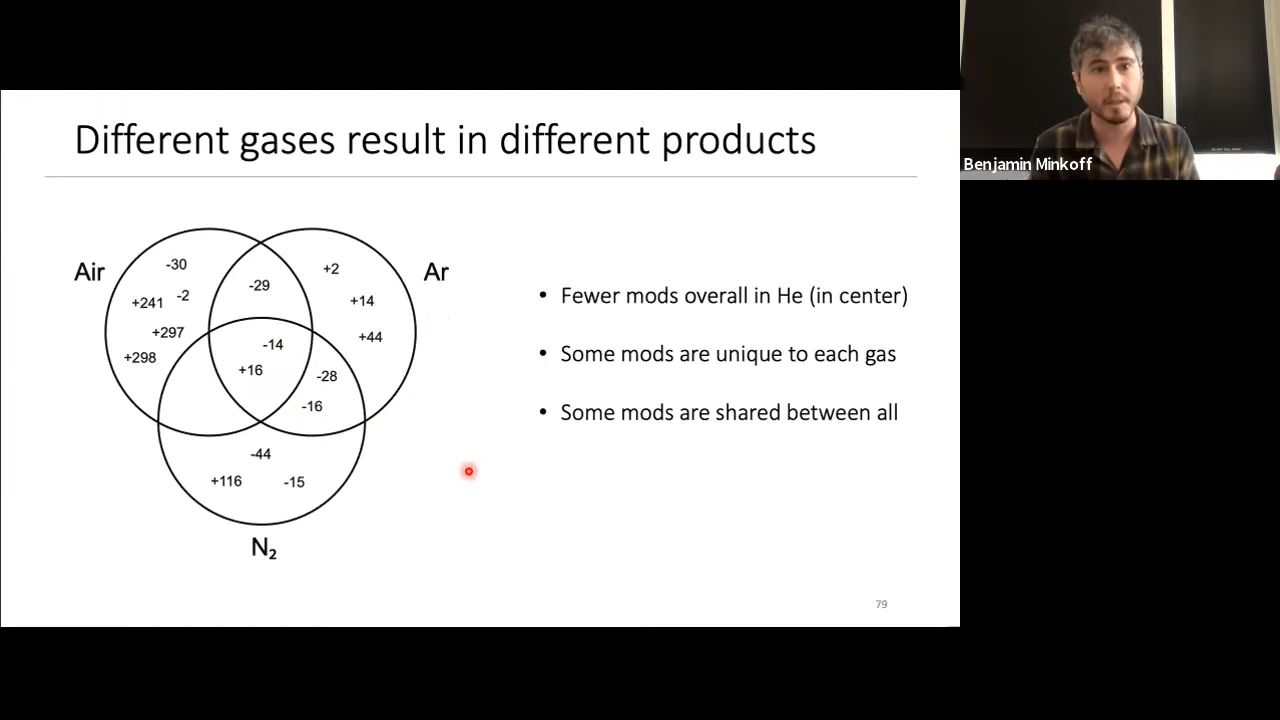 Different gases result in different products
Air
Ar
-30
+241
-2
+297
+298
-29
+2
+14
+44
-14
+16
-28
-16
-44
+116
-15
N₂
• Fewer mods overall in He (in center)
• Some mods are unique to each gas
• Some mods are shared between all
79
Benjamin Minkoff